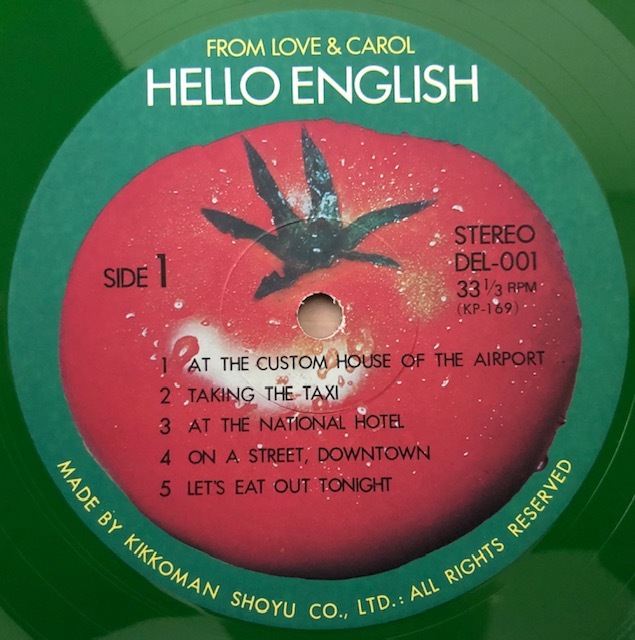 FROM LOVE & CAROL
HELLO ENGLISH
SIDE 1
STEREO
DEL-001
33 1/3 RPM
(KP-169)
1 AT THE CUSTOM HOUSE OF THE AIRPORT
2 TAKING THE TAXI
3 AT THE NATIONAL HOTEL
4 ON A STREET, DOWNTOWN
5 LET'S EAT OUT TONIGHT
MADE BY KIKKOMAN SHOYU CO., LTD.: ALL RIGHTS RESERVED